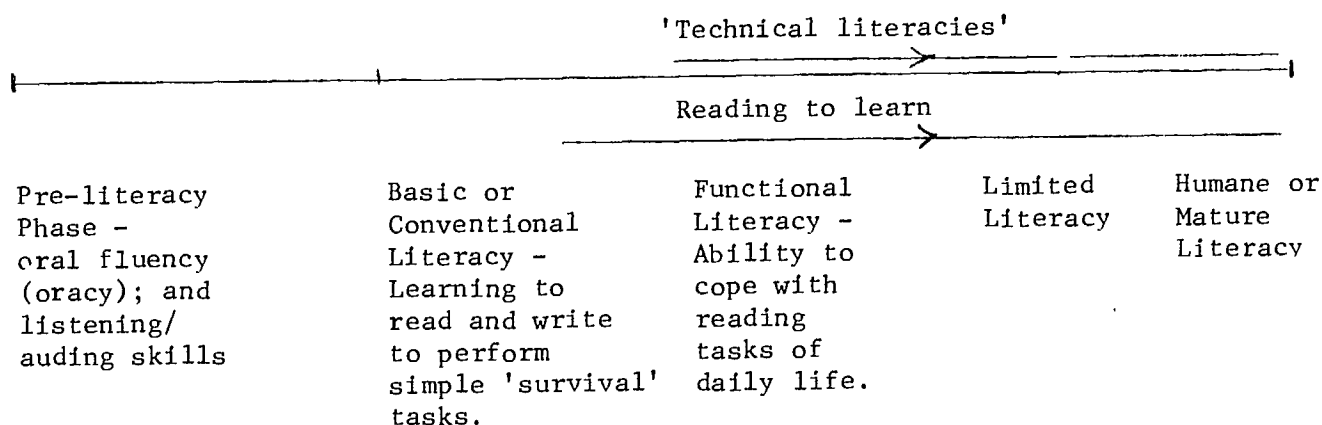 'Technical literacies'
Reading to learn
Pre-literacy
Phase -
oral fluency
(oracy); and
listening/
auding skills
Basic or
Conventional
Literacy -
Learning to
read and write
to perform
simple 'survival'
tasks.
Functional
Literacy -
Ability to
cope with
reading
tasks of
daily life.
Limited
Literacy
Humane or
Mature
Literacy